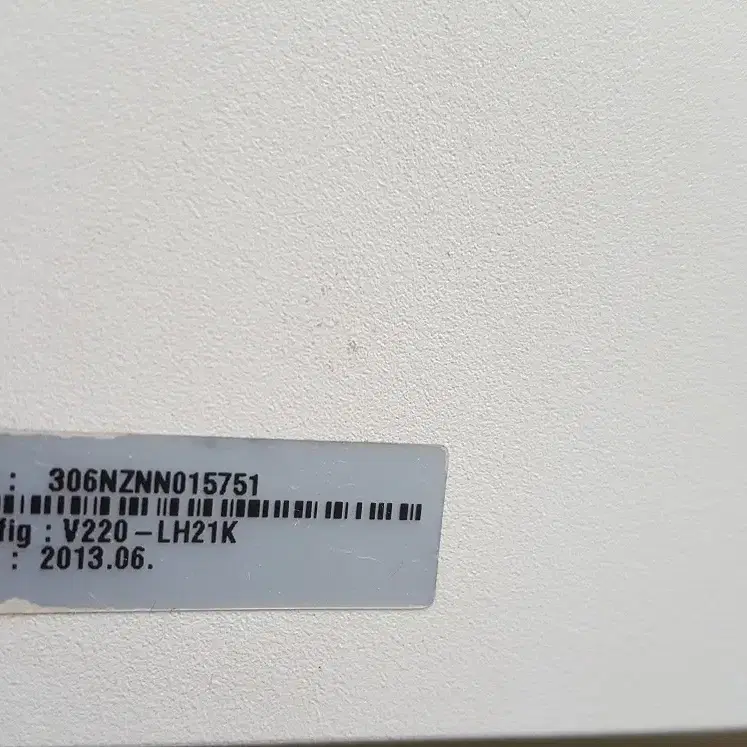 : 306NZNN015751
fig : V220-LH21K
: 2013.06.